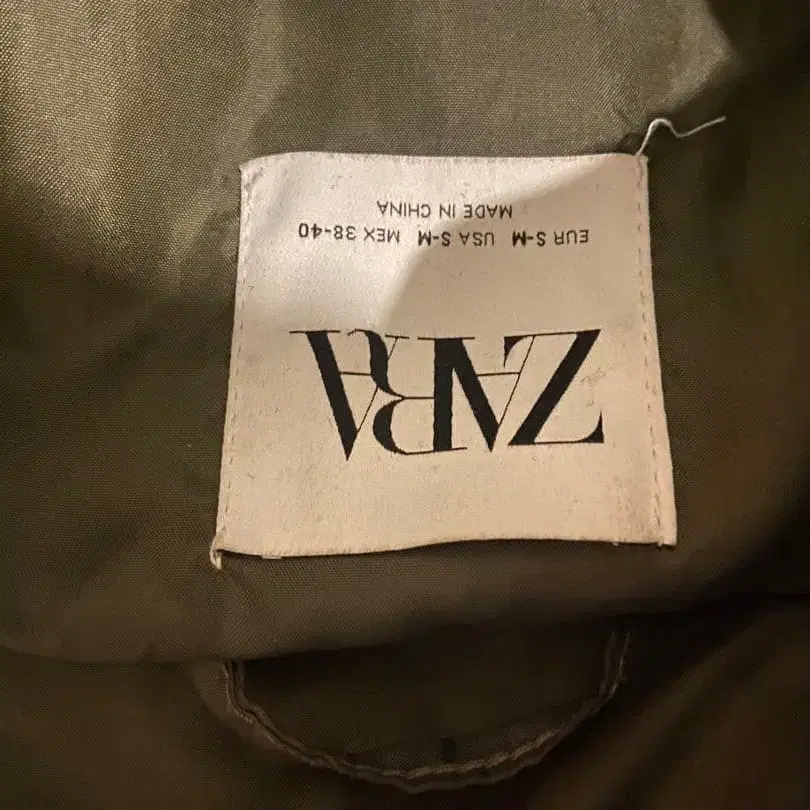 ZARA
EUR S-M USA S-M MEX 38-40
MADE IN CHINA